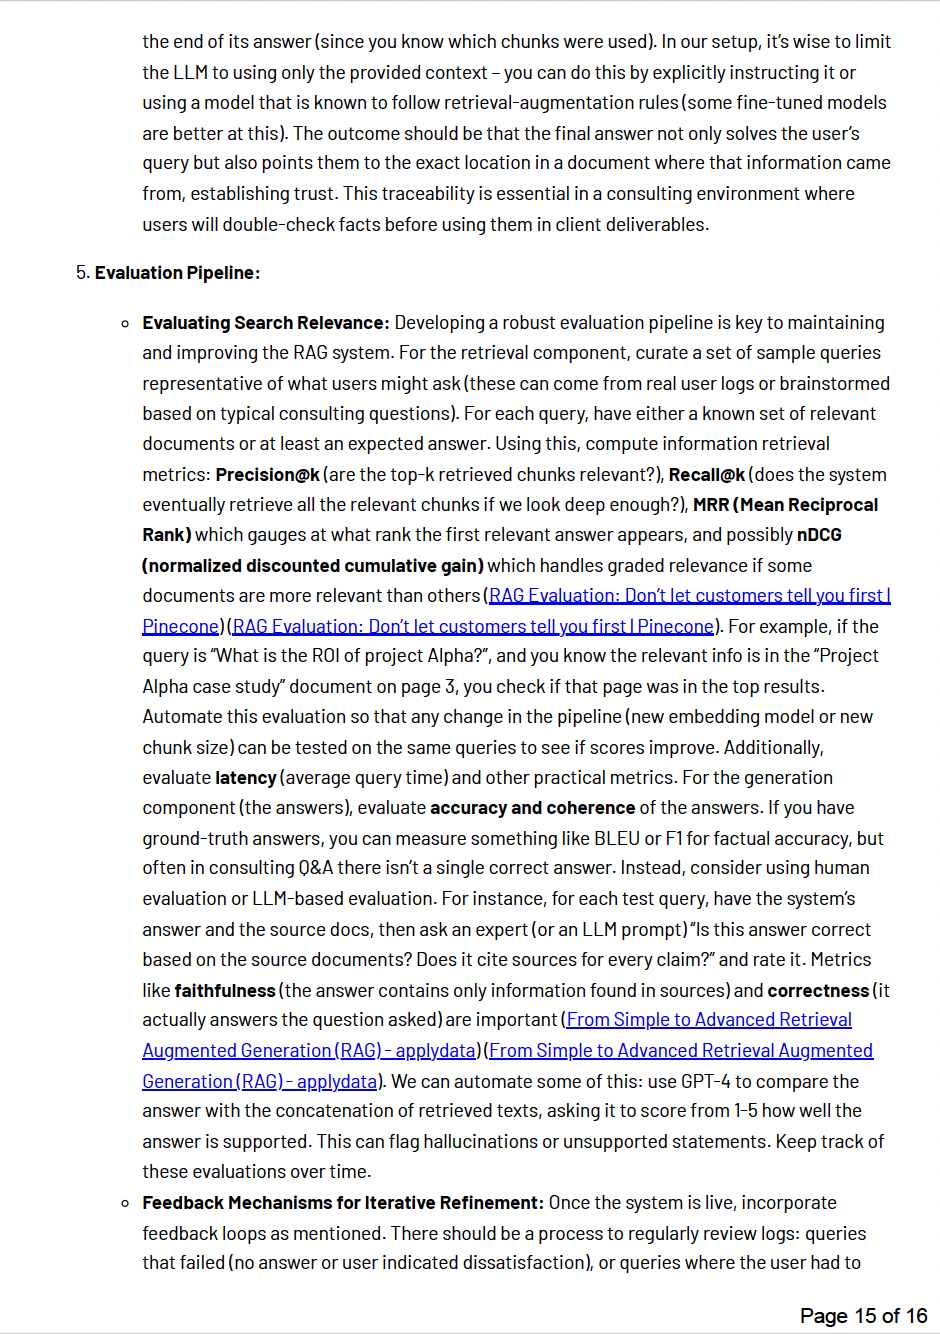 the end of its answer (since you know which chunks were used). In our setup, it's wise to limit
the LLM to using only the provided context – you can do this by explicitly instructing it or
using a model that is known to follow retrieval-augmentation rules (some fine-tuned models
are better at this). The outcome should be that the final answer not only solves the user's
query but also points them to the exact location in a document where that information came
from, establishing trust. This traceability is essential in a consulting environment where
users will double-check facts before using them in client deliverables.
5. Evaluation Pipeline:
○ Evaluating Search Relevance: Developing a robust evaluation pipeline is key to maintaining
and improving the RAG system. For the retrieval component, curate a set of sample queries
representative of what users might ask (these can come from real user logs or brainstormed
based on typical consulting questions). For each query, have either a known set of relevant
documents or at least an expected answer. Using this, compute information retrieval
metrics: Precision@k (are the top-k retrieved chunks relevant?), Recall@k (does the system
eventually retrieve all the relevant chunks if we look deep enough?), MRR (Mean Reciprocal
Rank) which gauges at what rank the first relevant answer appears, and possibly nDCG
(normalized discounted cumulative gain) which handles graded relevance if some
documents are more relevant than others (RAG Evaluation: Don't let customers tell you first |
Pinecone) (RAG Evaluation: Don't let customers tell you first | Pinecone). For example, if the
query is "What is the ROI of project Alpha?", and you know the relevant info is in the "Project
Alpha case study" document on page 3, you check if that page was in the top results.
Automate this evaluation so that any change in the pipeline (new embedding model or new
chunk size) can be tested on the same queries to see if scores improve. Additionally,
evaluate latency (average query time) and other practical metrics. For the generation
component (the answers), evaluate accuracy and coherence of the answers. If you have
ground-truth answers, you can measure something like BLEU or F1 for factual accuracy, but
often in consulting Q&A there isn't a single correct answer. Instead, consider using human
evaluation or LLM-based evaluation. For instance, for each test query, have the system's
answer and the source docs, then ask an expert (or an LLM prompt) "Is this answer correct
based on the source documents? Does it cite sources for every claim?" and rate it. Metrics
like faithfulness (the answer contains only information found in sources) and correctness (it
actually answers the question asked) are important (From Simple to Advanced Retrieval
Augmented Generation (RAG) - applydata) (From Simple to Advanced Retrieval Augmented
Generation (RAG) - applydata). We can automate some of this: use GPT-4 to compare the
answer with the concatenation of retrieved texts, asking it to score from 1-5 how well the
answer is supported. This can flag hallucinations or unsupported statements. Keep track of
these evaluations over time.
○ Feedback Mechanisms for Iterative Refinement: Once the system is live, incorporate
feedback loops as mentioned. There should be a process to regularly review logs: queries
that failed (no answer or user indicated dissatisfaction), or queries where the user had to
Page 15 of 16